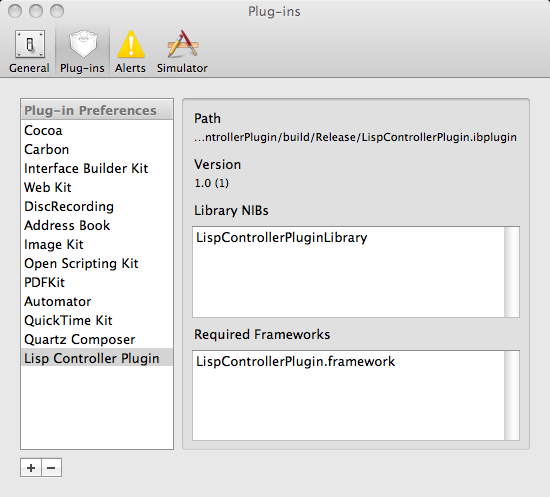 Plug-ins
General Plug-ins Alerts Simulator
Plug-in Preferences
Cocoa
Carbon
Interface Builder Kit
Web Kit
DiscRecording
Address Book
Image Kit
Open Scripting Kit
PDFKit
Automator
QuickTime Kit
Quartz Composer
Lisp Controller Plugin
Path
...ntrollerPlugin/build/Release/LispControllerPlugin.ibplugin
Version
1.0 (1)
Library NIBs
LispControllerPluginLibrary
Required Frameworks
LispControllerPlugin.framework